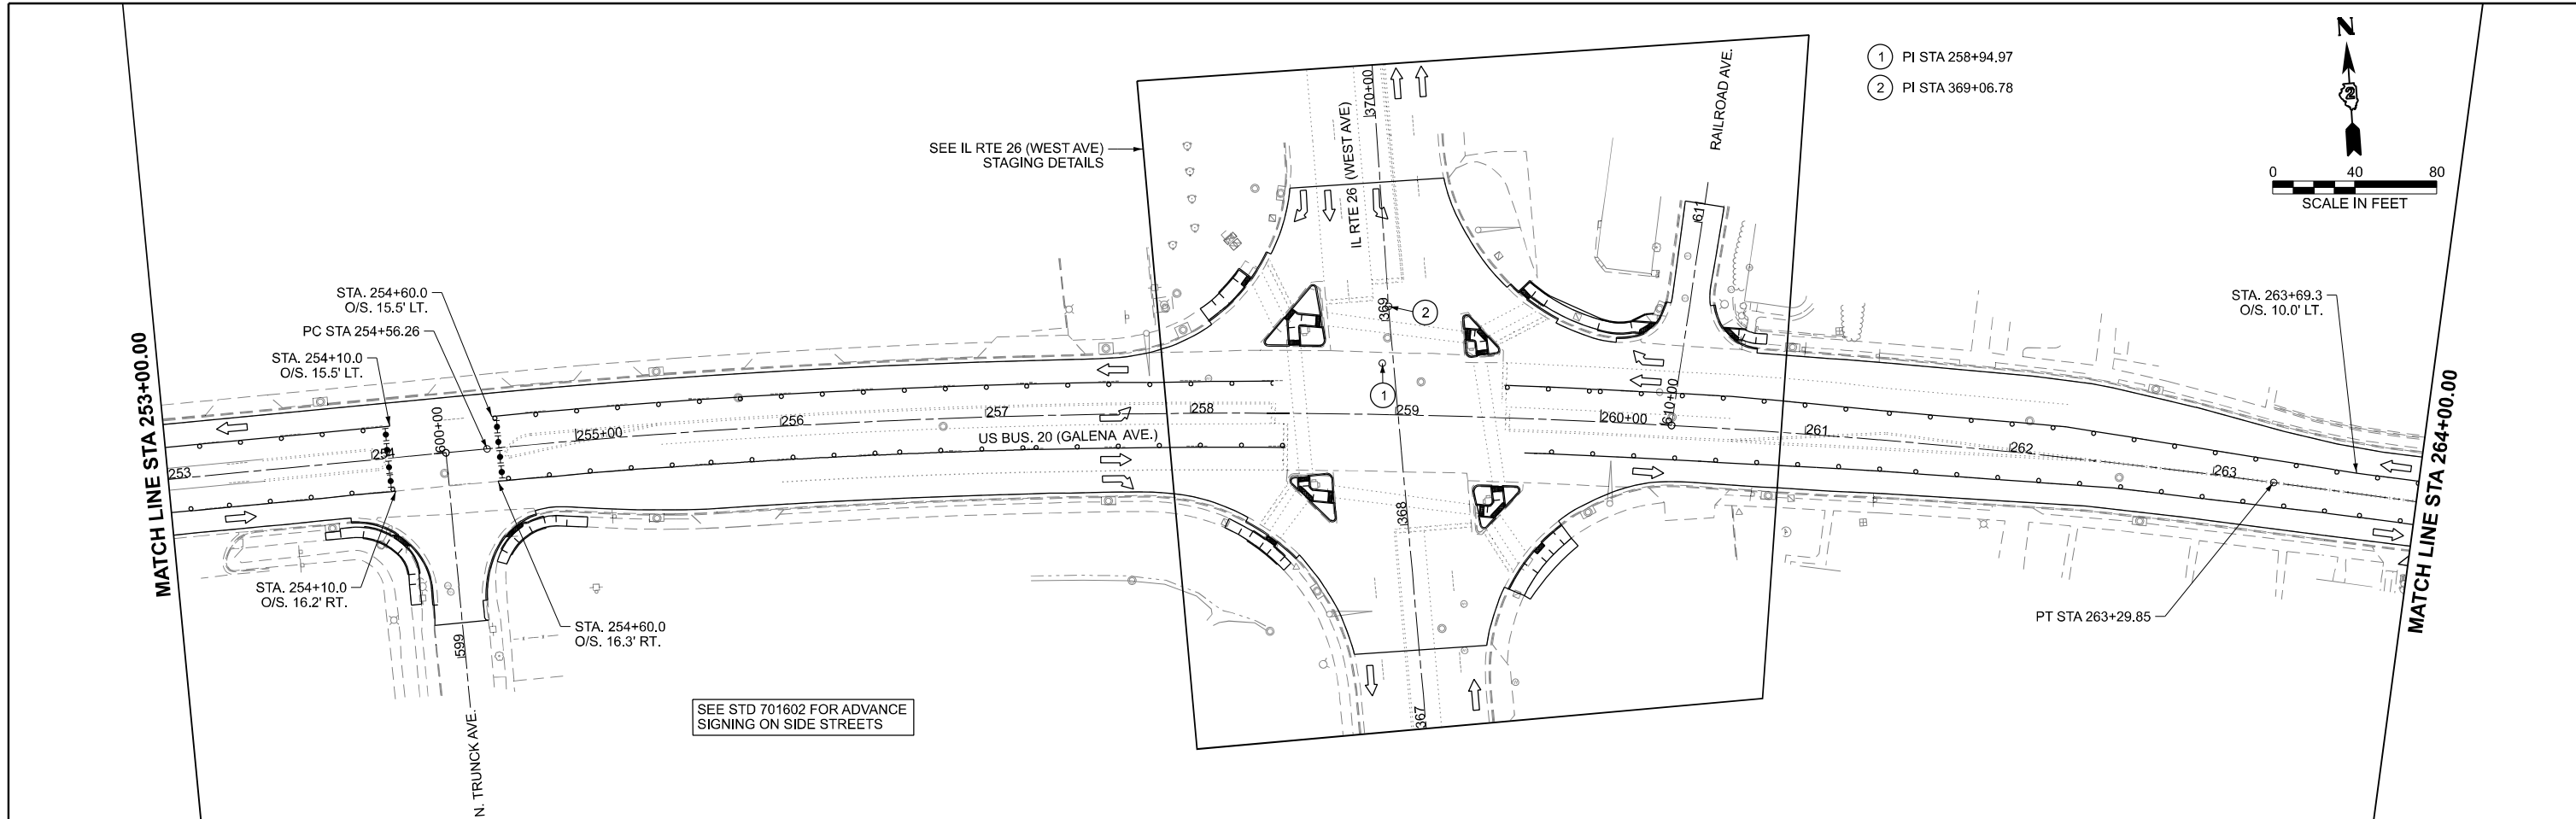 1 PI STA 258+94.97
2 PI STA 369+06.78
N
0 40 80
SCALE IN FEET
SEE IL RTE 26 (WEST AVE)
STAGING DETAILS
370+00
IL RTE 26 (WEST AVE)
RAILROAD AVE.
611
369
2
1
STA. 254+60.0
O/S. 15.5' LT.
PC STA 254+56.26
STA. 254+10.0
O/S. 15.5' LT.
STA. 263+69.3
O/S. 10.0' LT.
MATCH LINE STA 253+00.00
253
254
600+00
255+00
256
257
258
259
260+00
610+00
261
262
263
US BUS. 20 (GALENA AVE.)
MATCH LINE STA 264+00.00
368
367
STA. 254+10.0
O/S. 16.2' RT.
STA. 254+60.0
O/S. 16.3' RT.
599
N. TRUNCK AVE.
PT STA 263+29.85
SEE STD 701602 FOR ADVANCE
SIGNING ON SIDE STREETS